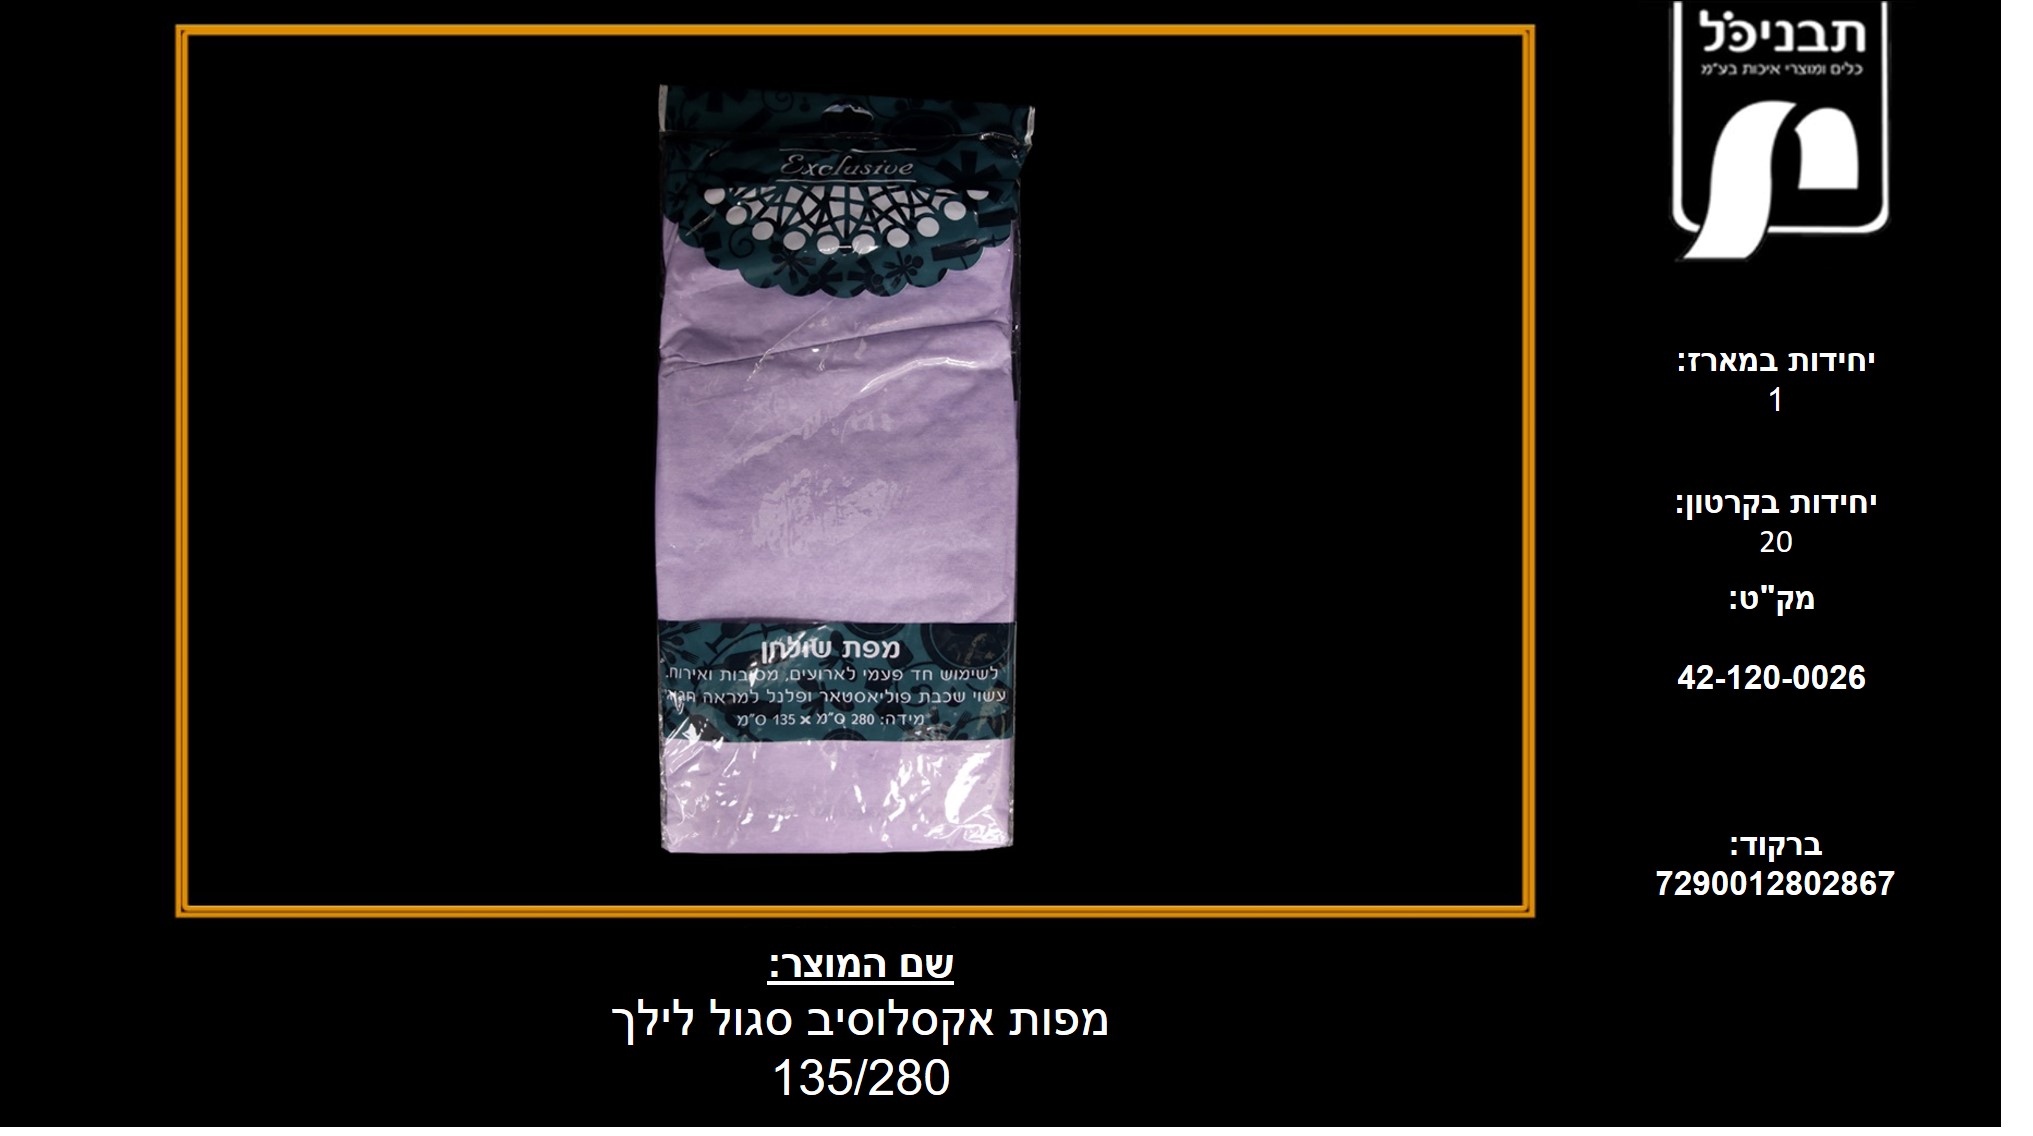 תבניכל
כלים ומוצרי איכות בע"מ
Exclusive
מפת שולחן
לשימוש חד פעמי לארועים, מסיבות ואירוח.
עשוי שכבת פוליאסטאר ופלנל למראה חגיגי
מידה: 280 ס"מ x 135 ס"מ
יחידות במארז:
1
יחידות בקרטון:
20
מק"ט:
42-120-0026
ברקוד:
7290012802867
שם המוצר:
מפות אקסלוסיב סגול לילך
135/280